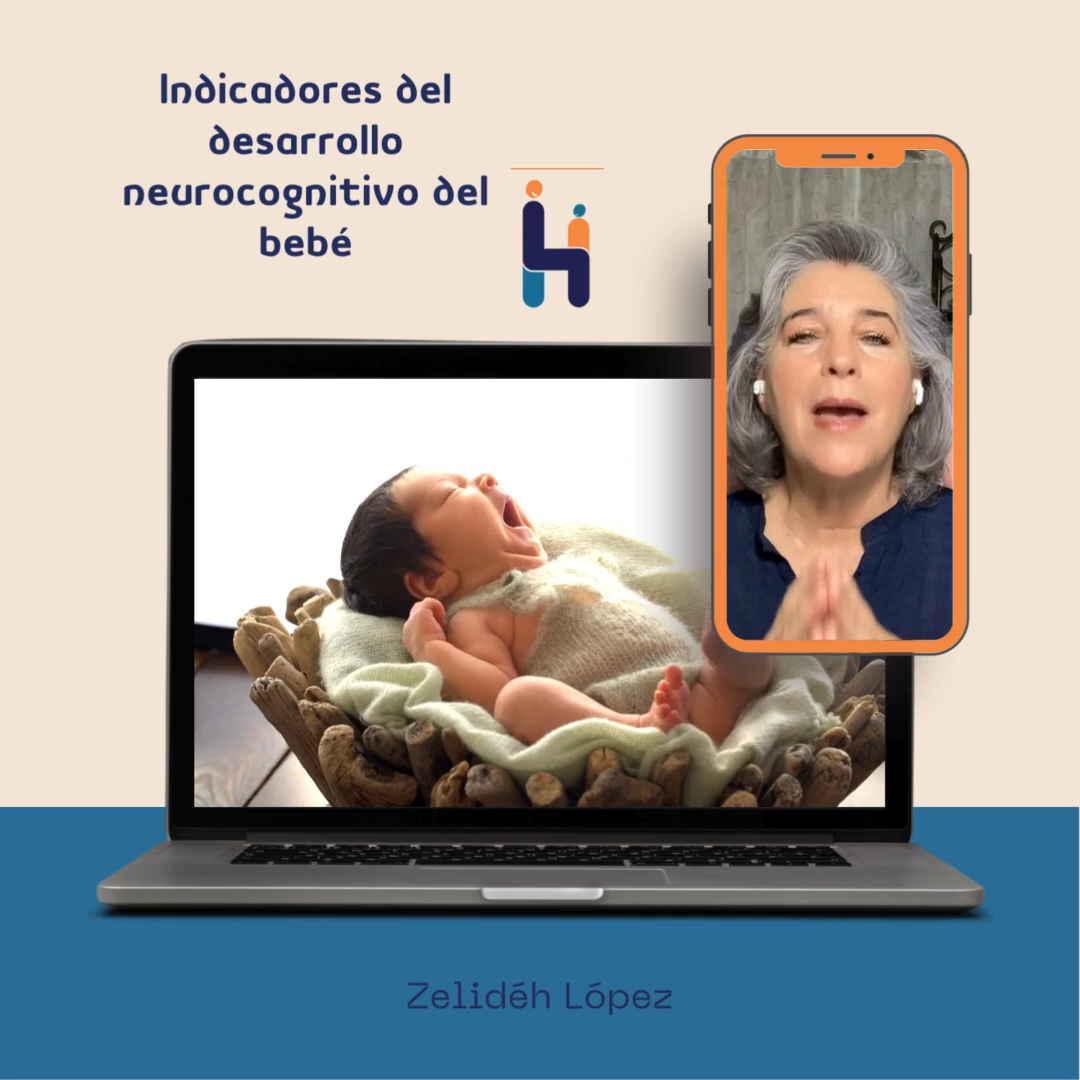 Indicadores del
desarrollo
neurocognitivo del
bebé
Zelidéh López